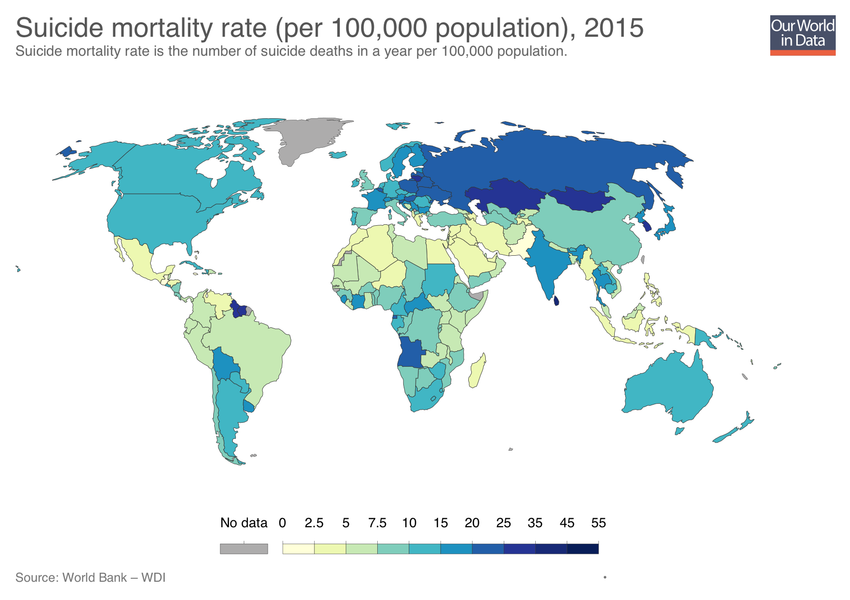 Suicide mortality rate (per 100,000 population), 2015
Suicide mortality rate is the number of suicide deaths in a year per 100,000 population.
Our World
in Data
No data 0 2.5 5 7.5 10 15 20 25 35 45 55
Source: World Bank – WDI